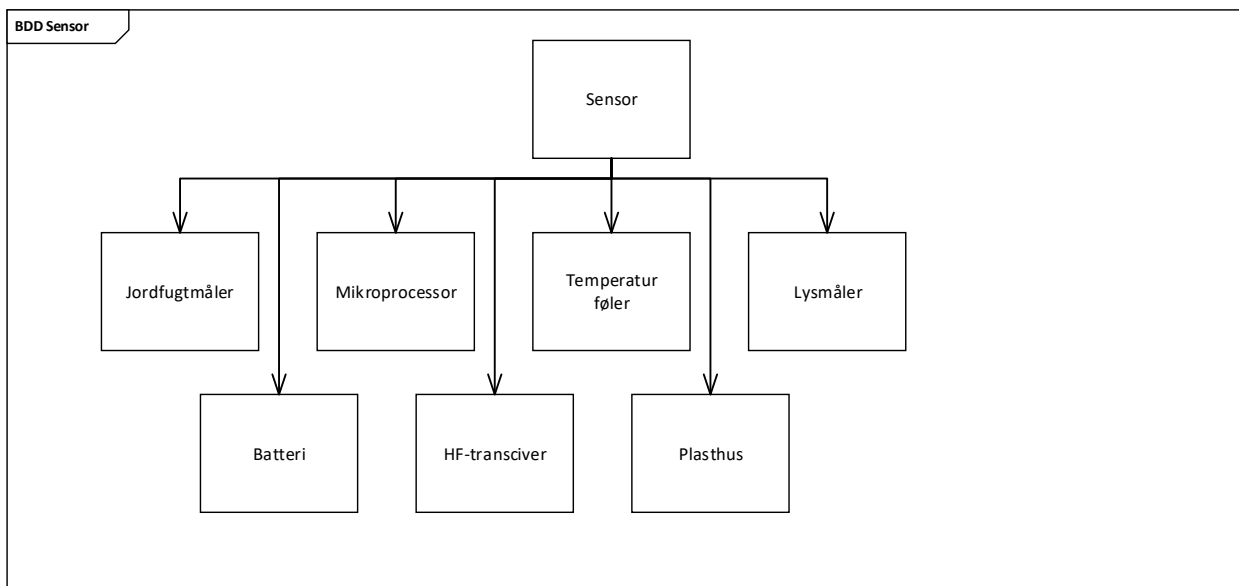 BDD Sensor
Sensor
Jordfugtmåler
Mikroprocessor
Temperatur
føler
Lysmåler
Batteri
HF-transciver
Plasthus